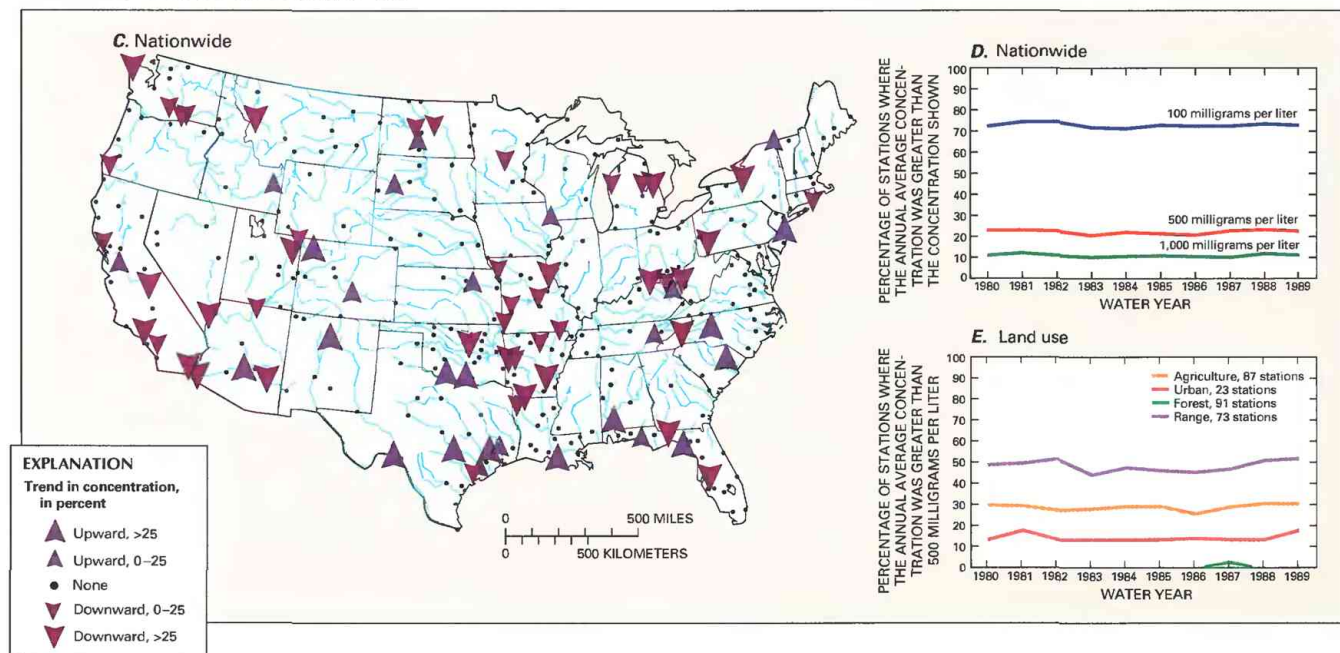 C. Nationwide
0 500 MILES
0 500 KILOMETERS
EXPLANATION
Trend in concentration,
in percent
Upward, >25
Upward, 0–25
None
Downward, 0–25
Downward, >25
D. Nationwide
PERCENTAGE OF STATIONS WHERE
THE ANNUAL AVERAGE CONCEN-
TRATION WAS GREATER THAN
THE CONCENTRATION SHOWN
100
90
80
70
60
50
40
30
20
10
0
100 milligrams per liter
500 milligrams per liter
1,000 milligrams per liter
1980 1981 1982 1983 1984 1985 1986 1987 1988 1989
WATER YEAR
E. Land use
PERCENTAGE OF STATIONS WHERE
THE ANNUAL AVERAGE CONCEN-
TRATION WAS GREATER THAN
500 MILLIGRAMS PER LITER
100
90
80
70
60
50
40
30
20
10
0
Agriculture, 67 stations
Urban, 23 stations
Forest, 91 stations
Range, 73 stations
1980 1981 1982 1983 1984 1985 1986 1987 1988 1989
WATER YEAR